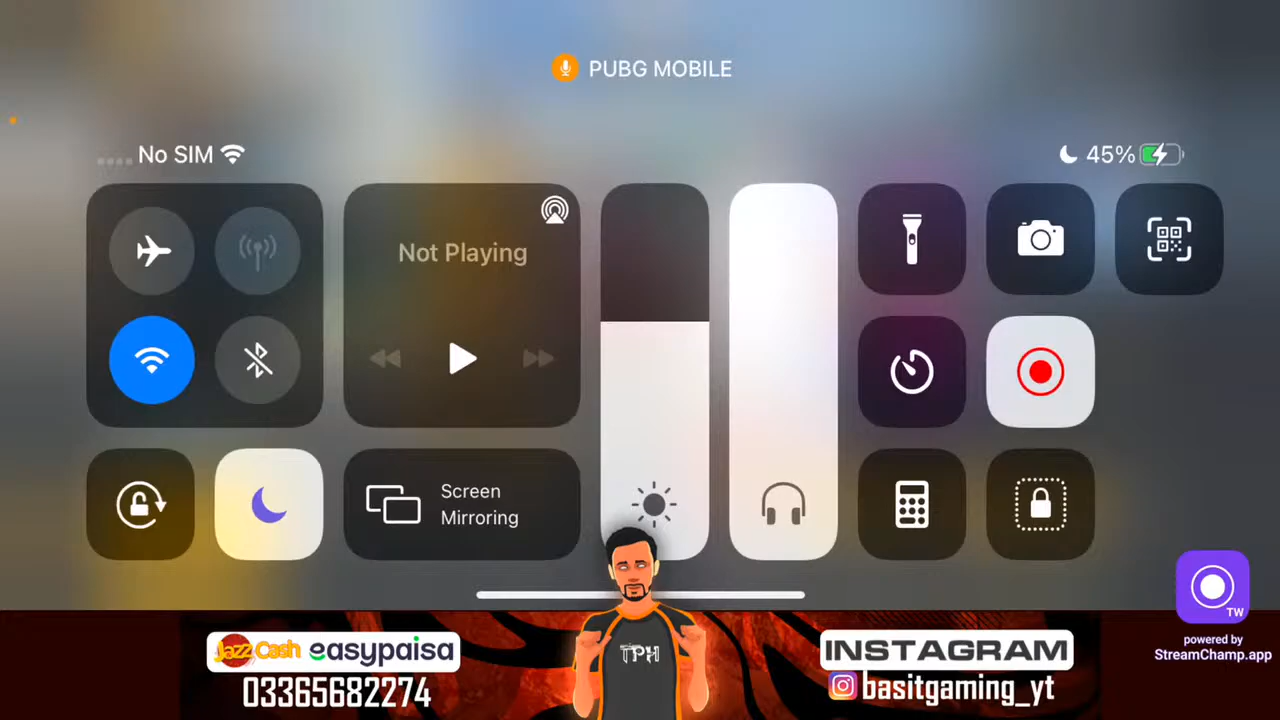 PUBG MOBILE
No SIM
45%
Not Playing
Screen
Mirroring
TW
powered by
StreamChamp.app
JazzCash easypaisa
03365682274
TPH
INSTAGRAM
basitgaming_yt